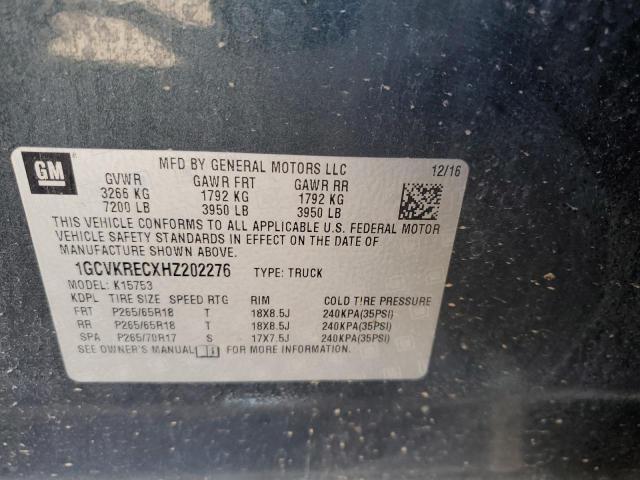 GM
MFD BY GENERAL MOTORS LLC 12/16
GVWR GAWR FRT GAWR RR
3266 KG 1792 KG 1792 KG
7200 LB 3950 LB 3950 LB
THIS VEHICLE CONFORMS TO ALL APPLICABLE U.S. FEDERAL MOTOR
VEHICLE SAFETY STANDARDS IN EFFECT ON THE DATE OF
MANUFACTURE SHOWN ABOVE.
1GCVKRECXHZ202276 TYPE: TRUCK
MODEL: K15753
KDPL TIRE SIZE SPEED RTG RIM COLD TIRE PRESSURE
FRT P265/65R18 T 18X8.5J 240KPA(35PSI)
RR P265/65R18 T 18X8.5J 240KPA(35PSI)
SPA P265/70R17 S 17X7.5J 240KPA(35PSI)
SEE OWNER'S MANUAL FOR MORE INFORMATION.